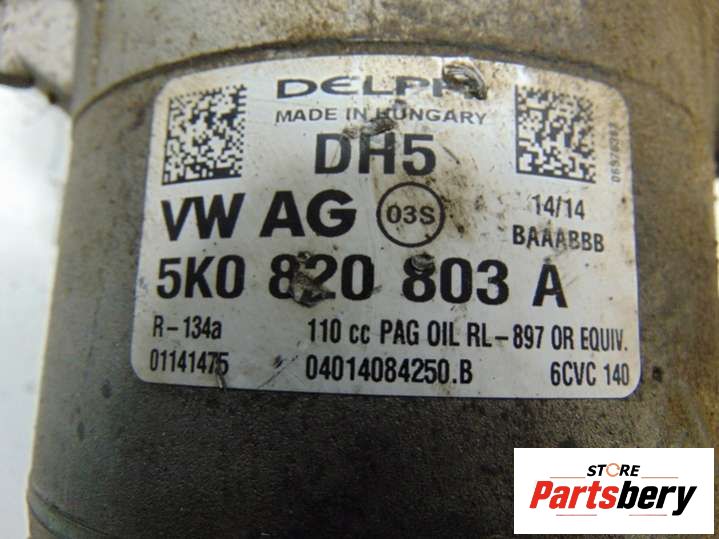 DELPHI
MADE IN HUNGARY
DH5
VW AG 03S 14/14
BAAABBB
5K0 820 803 A
R-134a 110 cc PAG OIL RL-897 OR EQUIV.
01141475 04014084250.B 6CVC 140
STORE
Partsbery